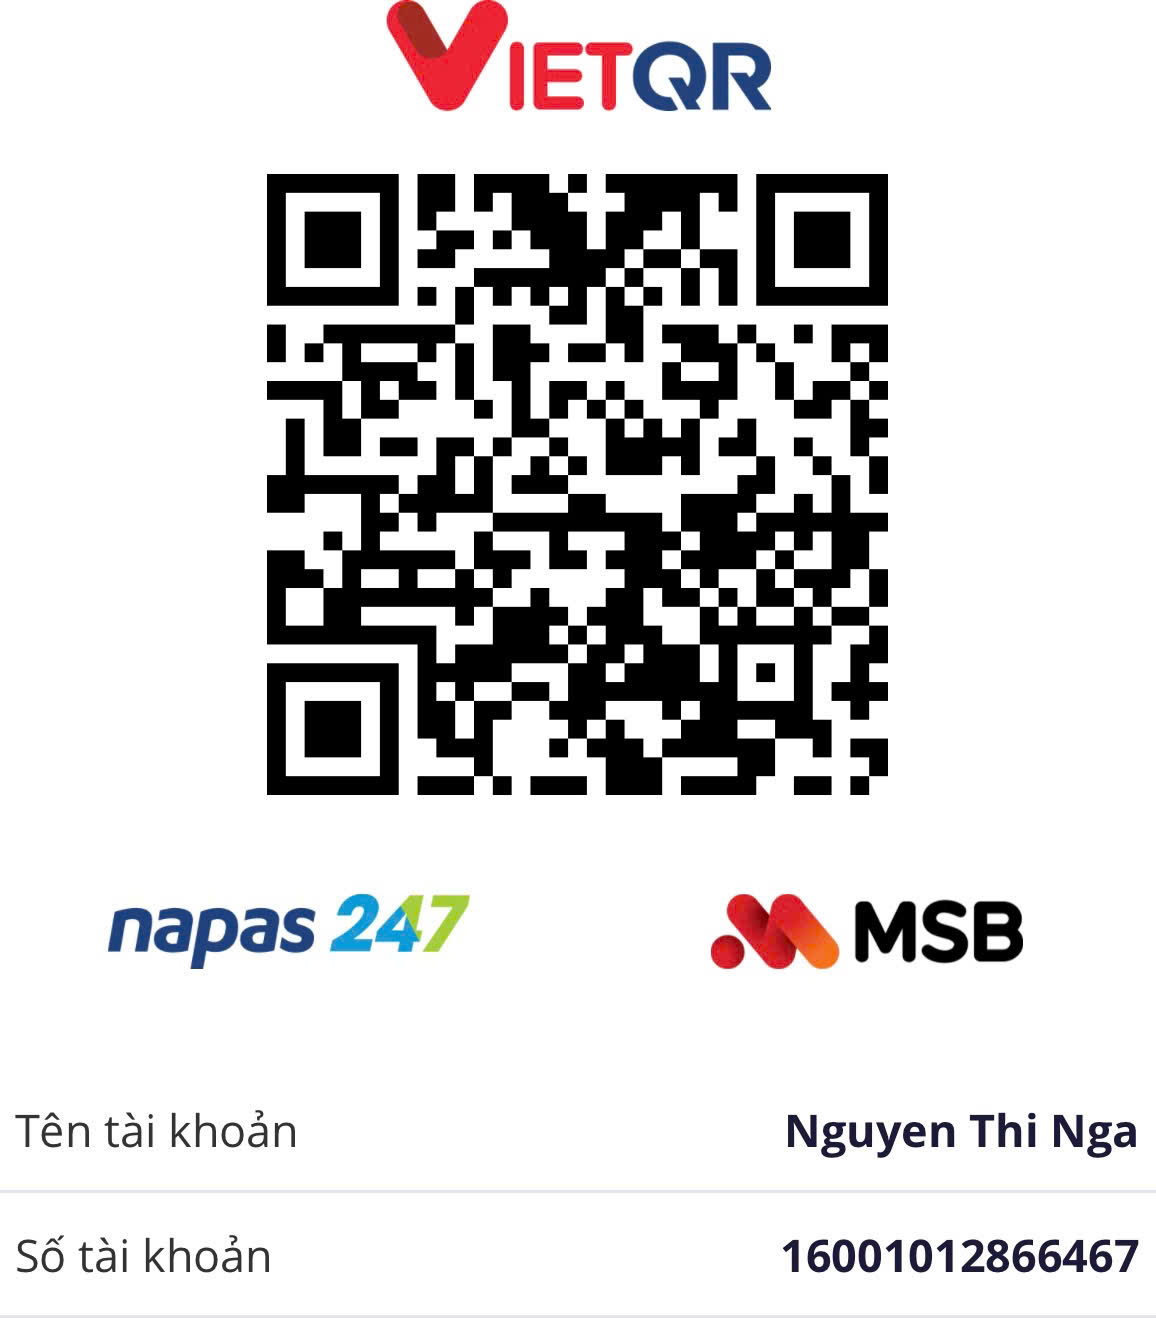 VIETQR
napas 247 MSB
Tên tài khoản Nguyen Thi Nga
Số tài khoản 16001012866467